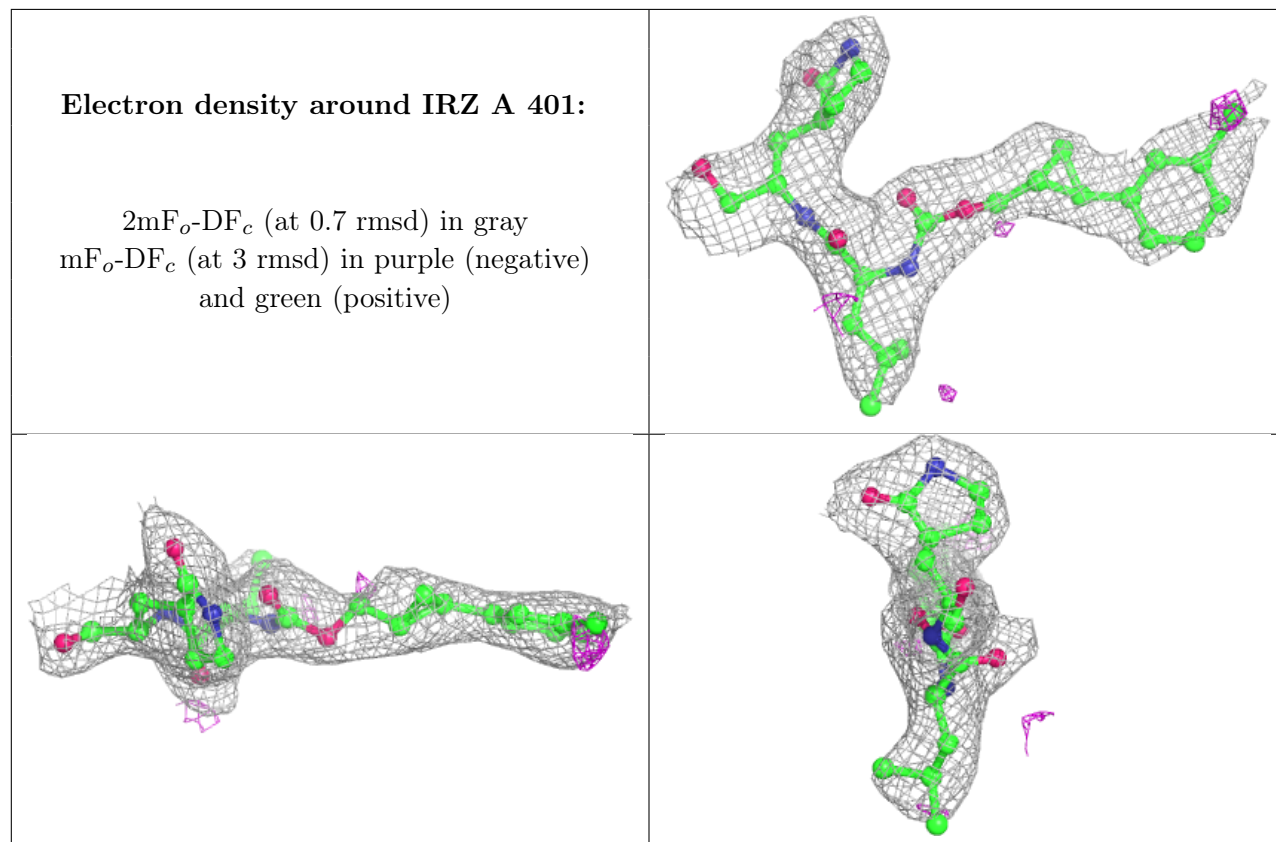 Electron density around IRZ A 401:
2mFo-DFc (at 0.7 rmsd) in gray
mFo-DFc (at 3 rmsd) in purple (negative)
and green (positive)